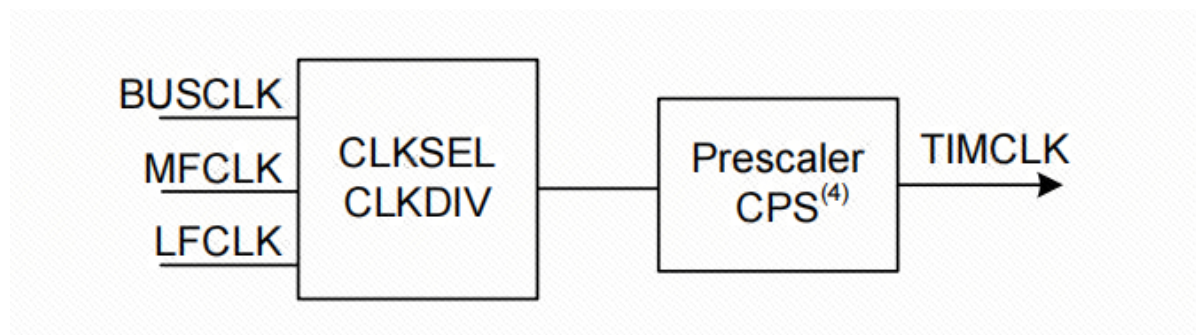 BUSCLK
MFCLK
LFCLK
CLKSEL
CLKDIV
Prescaler
CPS(4)
TIMCLK